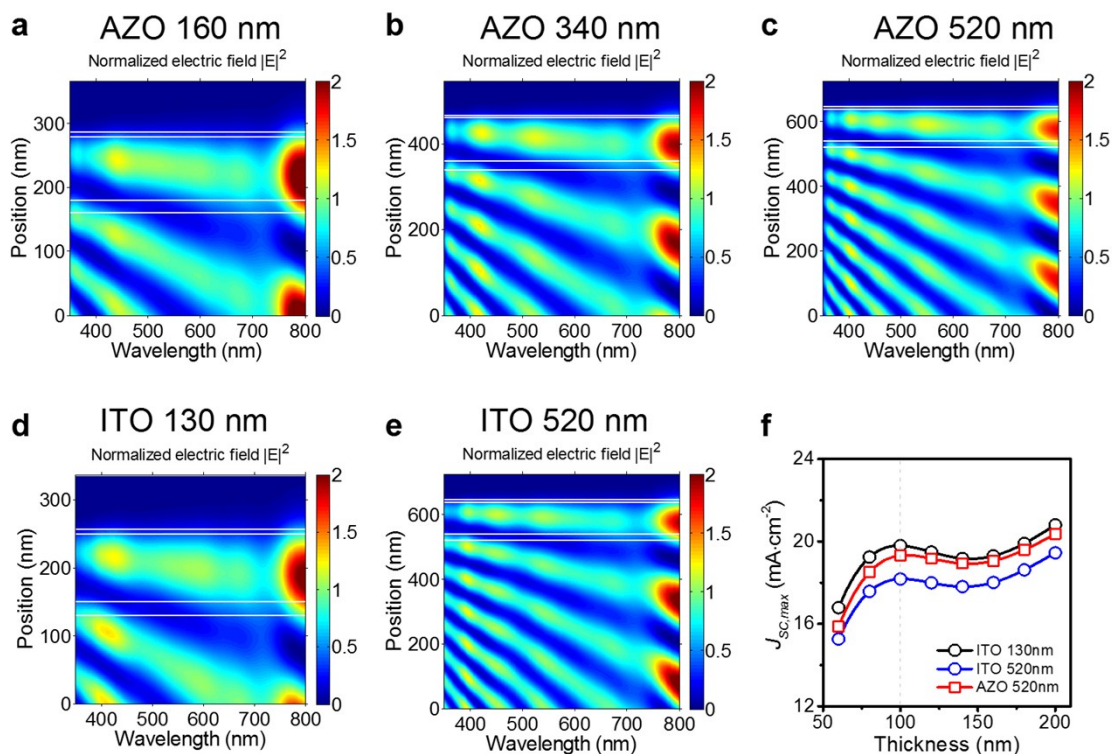 a
AZO 160 nm
Normalized electric field |E|²
Position (nm)
300
200
100
0
400 500 600 700 800
Wavelength (nm)
2
1.5
1
0.5
0
b
AZO 340 nm
Normalized electric field |E|²
Position (nm)
400
200
0
400 500 600 700 800
Wavelength (nm)
2
1.5
1
0.5
0
c
AZO 520 nm
Normalized electric field |E|²
Position (nm)
600
400
200
0
400 500 600 700 800
Wavelength (nm)
2
1.5
1
0.5
0
d
ITO 130 nm
Normalized electric field |E|²
Position (nm)
300
200
100
0
400 500 600 700 800
Wavelength (nm)
2
1.5
1
0.5
0
e
ITO 520 nm
Normalized electric field |E|²
Position (nm)
600
400
200
0
400 500 600 700 800
Wavelength (nm)
2
1.5
1
0.5
0
f
J_SC,max (mA·cm⁻²)
24
20
16
12
50 100 150 200
Thickness (nm)
ITO 130nm
ITO 520nm
AZO 520nm